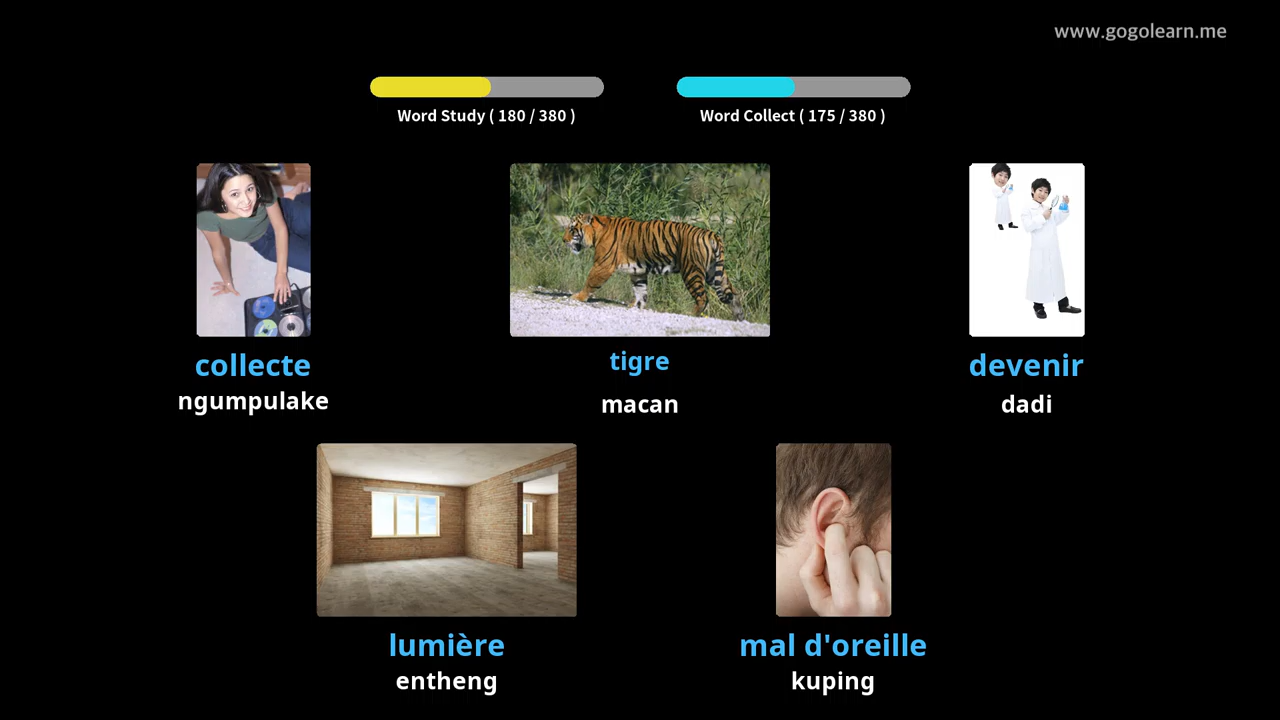 www.gogolearn.me
Word Study ( 180 / 380 )
Word Collect ( 175 / 380 )
collecte
ngumpulake
tigre
macan
devenir
dadi
lumière
entheng
mal d'oreille
kuping